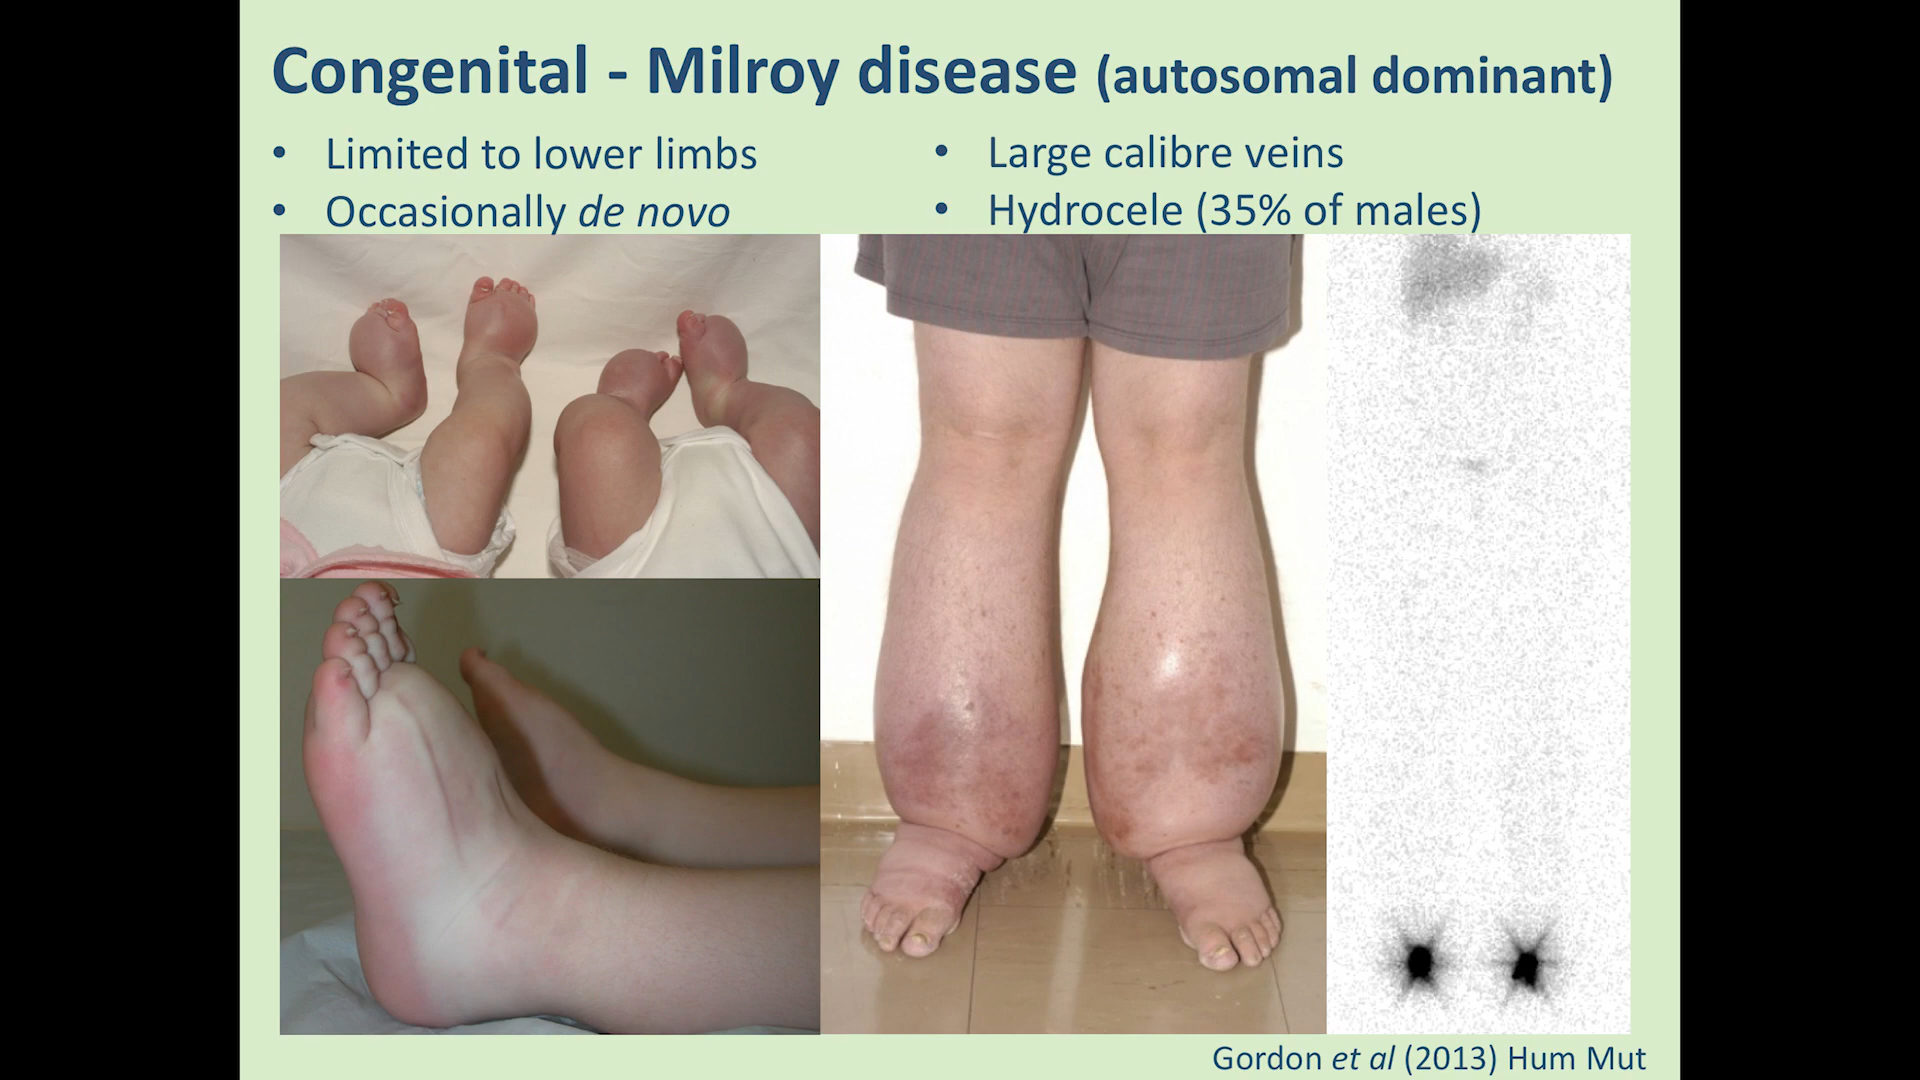 Congenital - Milroy disease (autosomal dominant)
• Limited to lower limbs
• Occasionally de novo
• Large calibre veins
• Hydrocele (35% of males)
Gordon et al (2013) Hum Mut